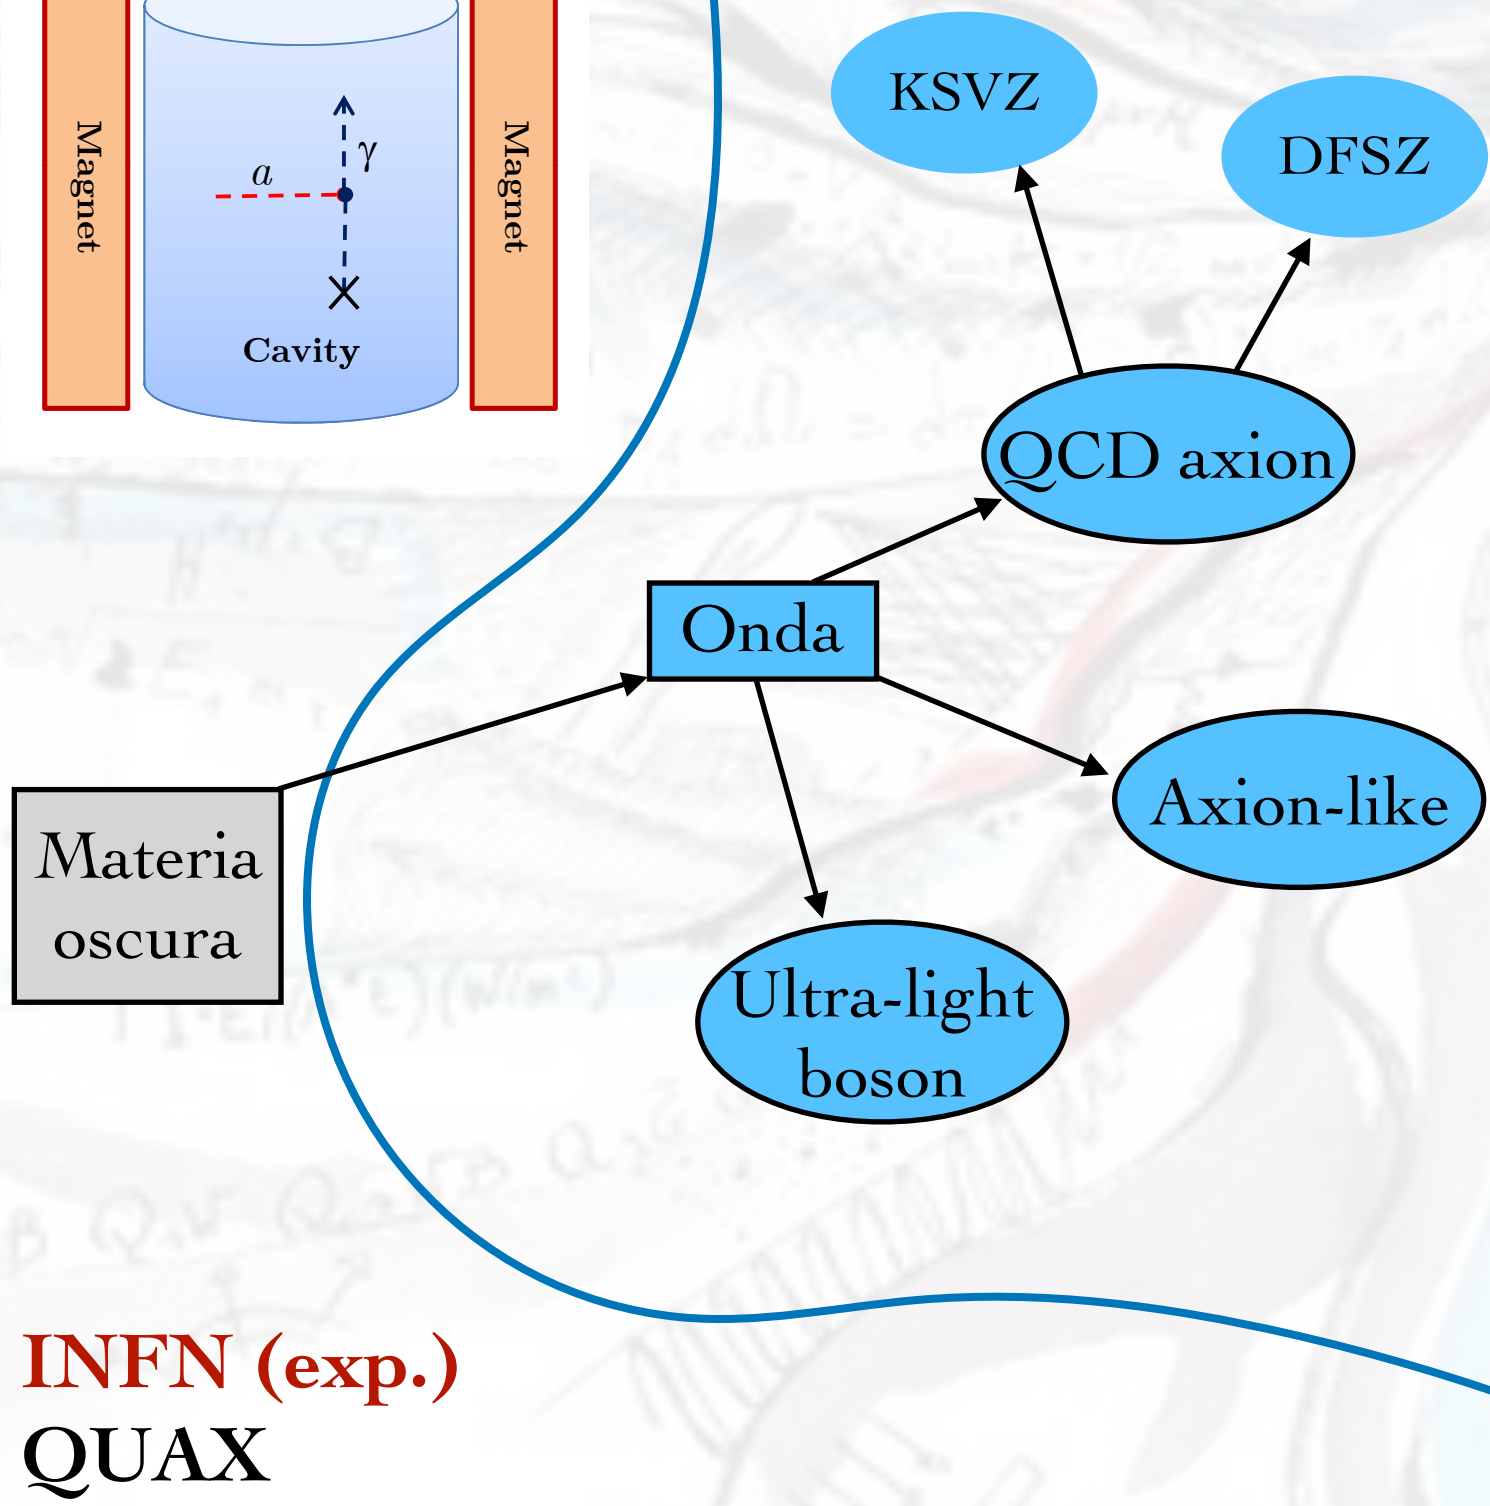 Magnet
a
γ
Magnet
Cavity
KSVZ
DFSZ
QCD axion
Onda
Axion-like
Materia
oscura
Ultra-light
boson
INFN (exp.)
QUAX